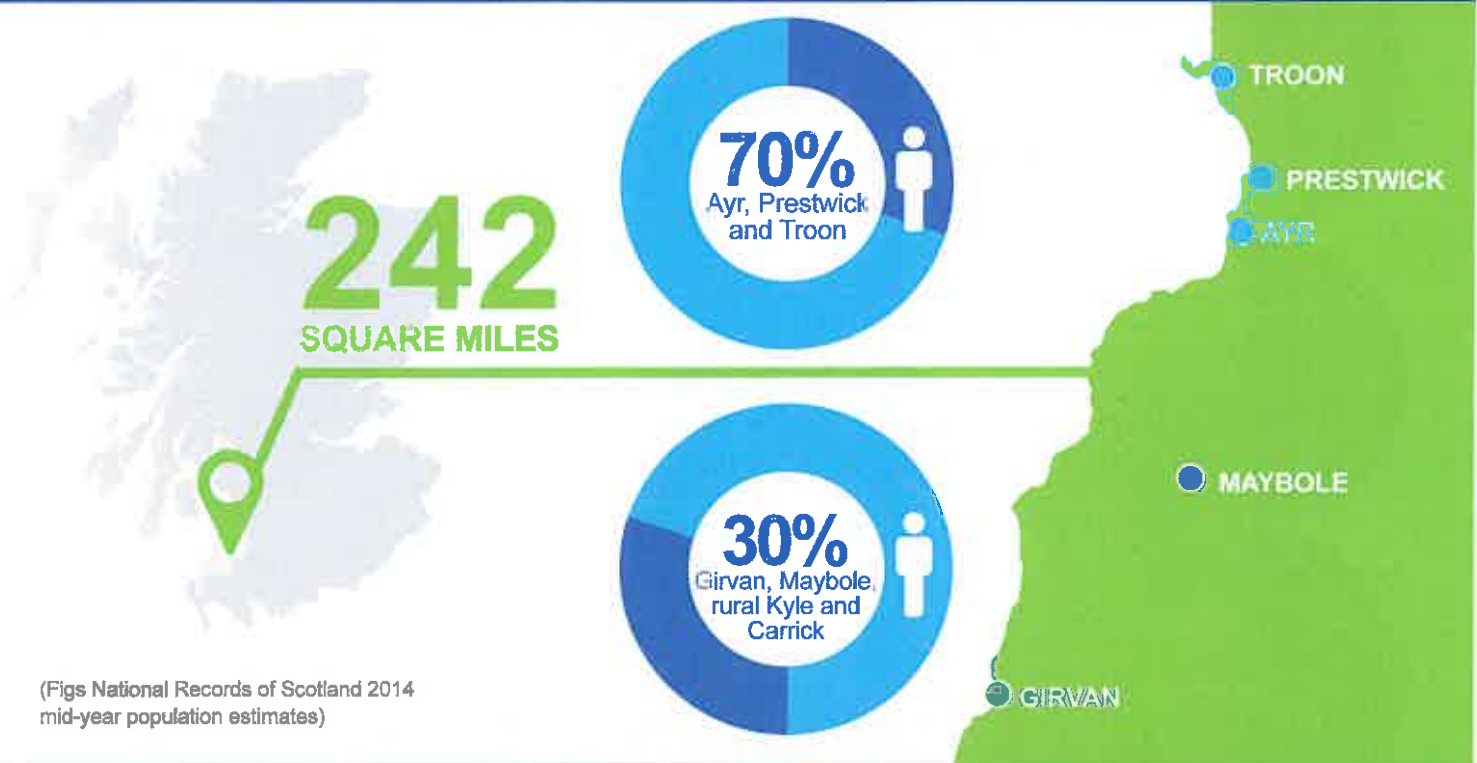 242
SQUARE MILES
70%
Ayr, Prestwick
and Troon
30%
Girvan, Maybole,
rural Kyle and
Carrick
TROON
PRESTWICK
AYR
MAYBOLE
GIRVAN
(Figs National Records of Scotland 2014
mid-year population estimates)